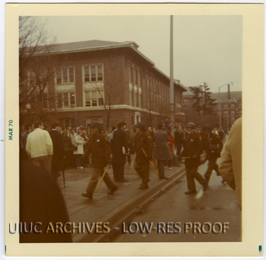 MAR 70
UIUC ARCHIVES - LOW-RES PROOF